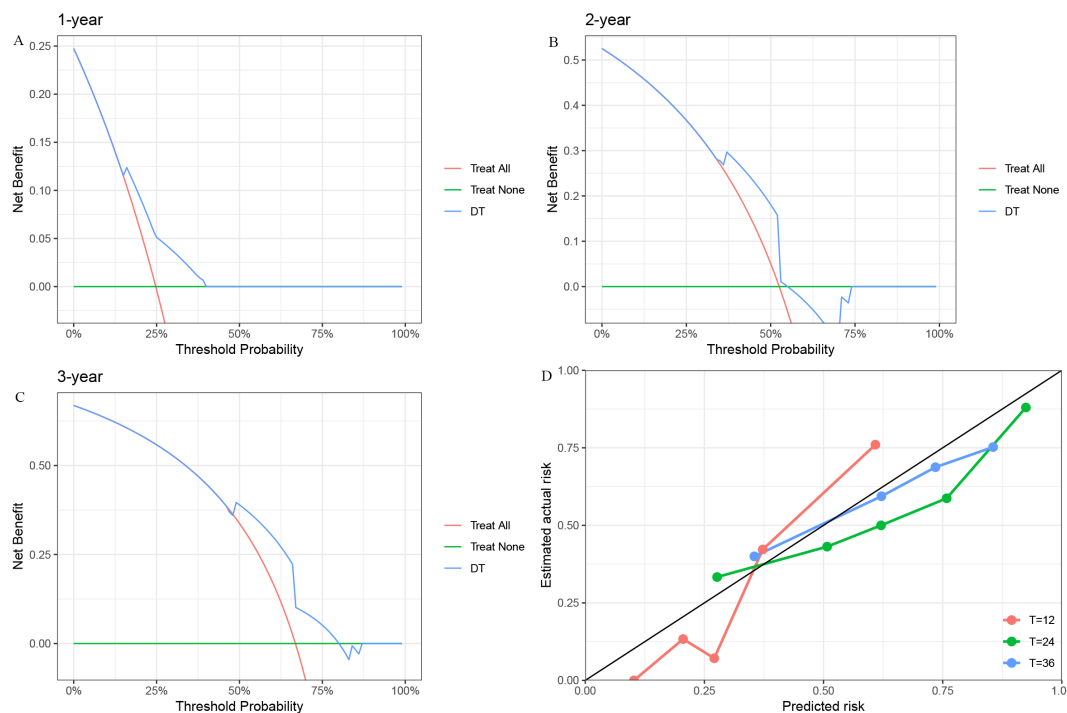 1-year
A
0.25
0.20
0.15
0.10
0.05
0.00
Net Benefit
0%
25%
50%
75%
100%
Threshold Probability
Treat All
Treat None
DT
2-year
B
0.5
0.4
0.3
0.2
0.1
0.0
Net Benefit
0%
25%
50%
75%
100%
Threshold Probability
Treat All
Treat None
DT
3-year
C
0.50
0.25
0.00
Net Benefit
0%
25%
50%
75%
100%
Threshold Probability
Treat All
Treat None
DT
D
1.00
0.75
0.50
0.25
0.00
Estimated actual risk
0.00
0.25
0.50
0.75
1.0
Predicted risk
T=12
T=24
T=36